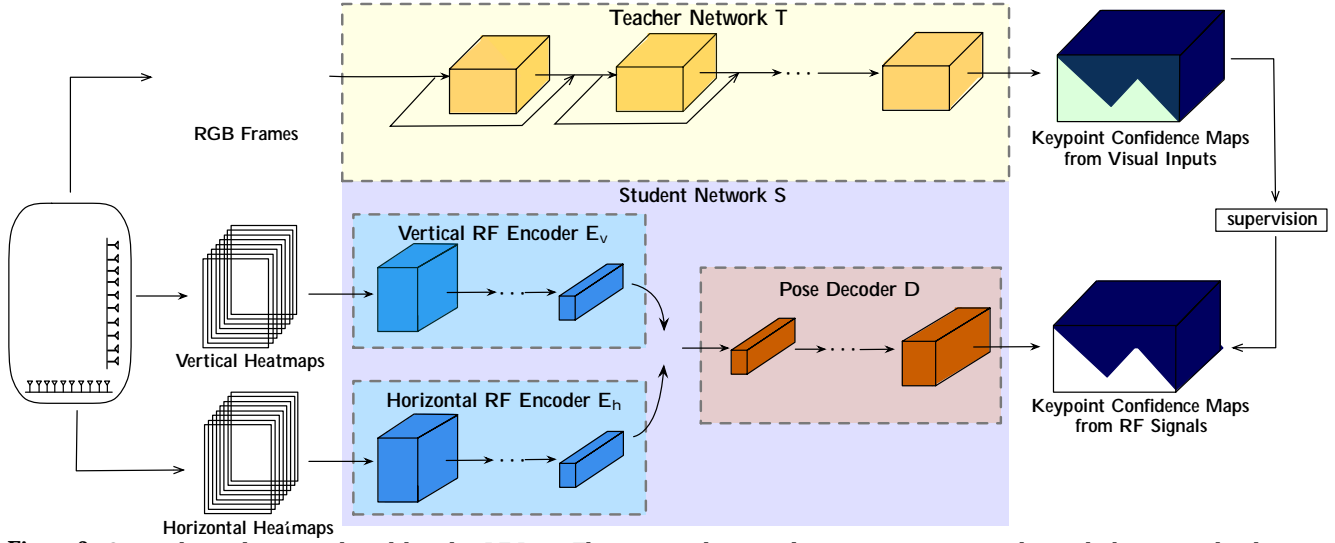 Teacher Network T
RGB Frames
Keypoint Confidence Maps
from Visual Inputs
Student Network S
supervision
Vertical RF Encoder Ev
Pose Decoder D
Vertical Heatmaps
Horizontal RF Encoder Eh
Keypoint Confidence Maps
from RF Signals
Horizontal Heatmaps